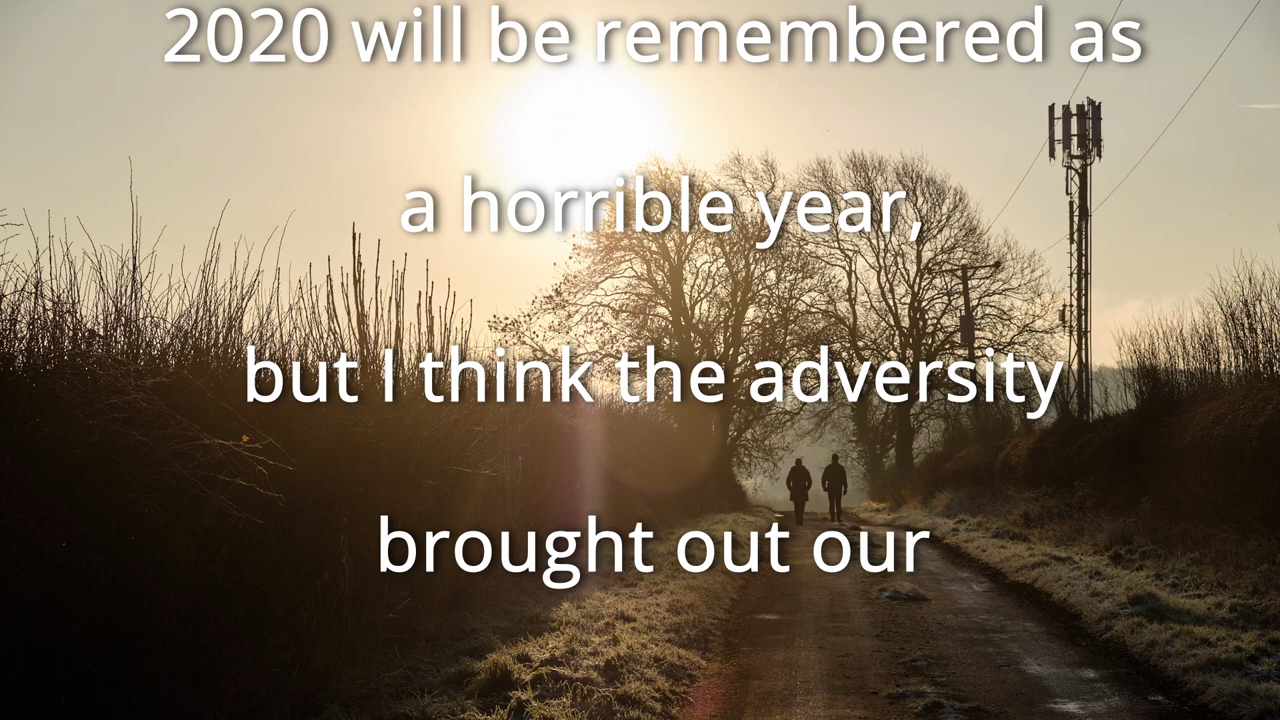 2020 will be remembered as
a horrible year,
but I think the adversity
brought out our